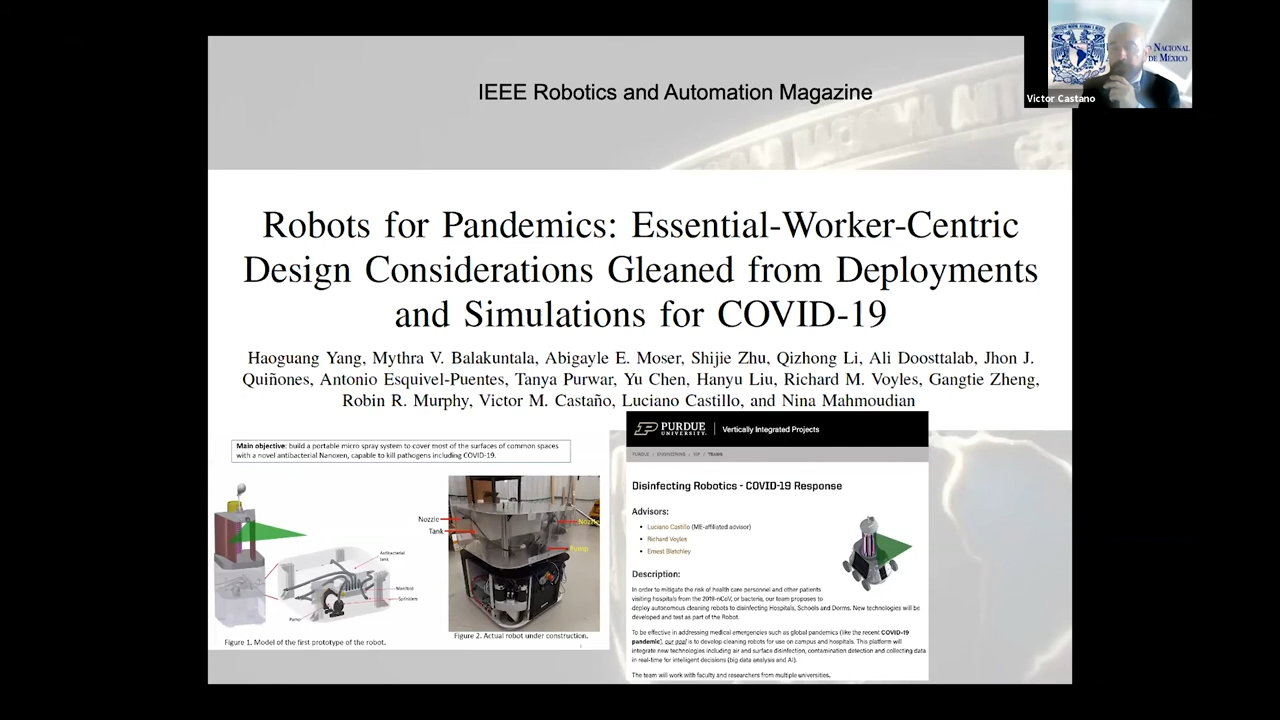 IEEE Robotics and Automation Magazine
NACIONAL
DE MÉXICO
Victor Castano
Robots for Pandemics: Essential-Worker-Centric
Design Considerations Gleaned from Deployments
and Simulations for COVID-19
Haoguang Yang, Mythra V. Balakuntala, Abigayle E. Moser, Shijie Zhu, Qizhong Li, Ali Doosttalab, Jhon J.
Quiñones, Antonio Esquivel-Puentes, Tanya Purwar, Yu Chen, Hanyu Liu, Richard M. Voyles, Gangtie Zheng,
Robin R. Murphy, Victor M. Castaño, Luciano Castillo, and Nina Mahmoudian
Main objective: build a portable micro spray system to cover most of the surfaces of common spaces
with a novel antibacterial Nanoxen, capable to kill pathogens including COVID-19.
Nozzle
Tank
Nozzle
Pump
Antibacterial
tank
Manifold
Splitters
Pump
Figure 1. Model of the first prototype of the robot.
Figure 2. Actual robot under construction.
PURDUE UNIVERSITY
Vertically Integrated Projects
PURDUE / ENGINEERING / VIP / TEAMS
Disinfecting Robotics - COVID-19 Response
Advisors:
Luciano Castillo (ME-affiliated advisor)
Richard Voyles
Ernest Blatchley
Description:
In order to mitigate the risk of health care personnel and other patients
visiting hospitals from the 2019-nCoV, or bacteria, our team proposes to
deploy autonomous cleaning robots to disinfecting Hospitals, Schools and Dorms. New technologies will be
developed and test as part of the Robot.
To be effective in addressing medical emergencies such as global pandemics (like the recent COVID-19
pandemic), our goal is to develop cleaning robots for use on campus and hospitals. This platform will
integrate new technologies including air and surface disinfection, contamination detection and collecting data
in real-time for intelligent decisions (big data analysis and AI).
The team will work with faculty and researchers from multiple universities.